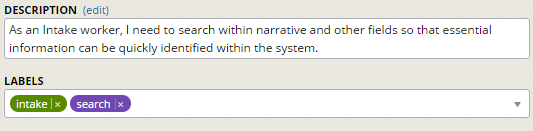 DESCRIPTION (edit)
As an Intake worker, I need to search within narrative and other fields so that essential
information can be quickly identified within the system.
LABELS
intake × search ×